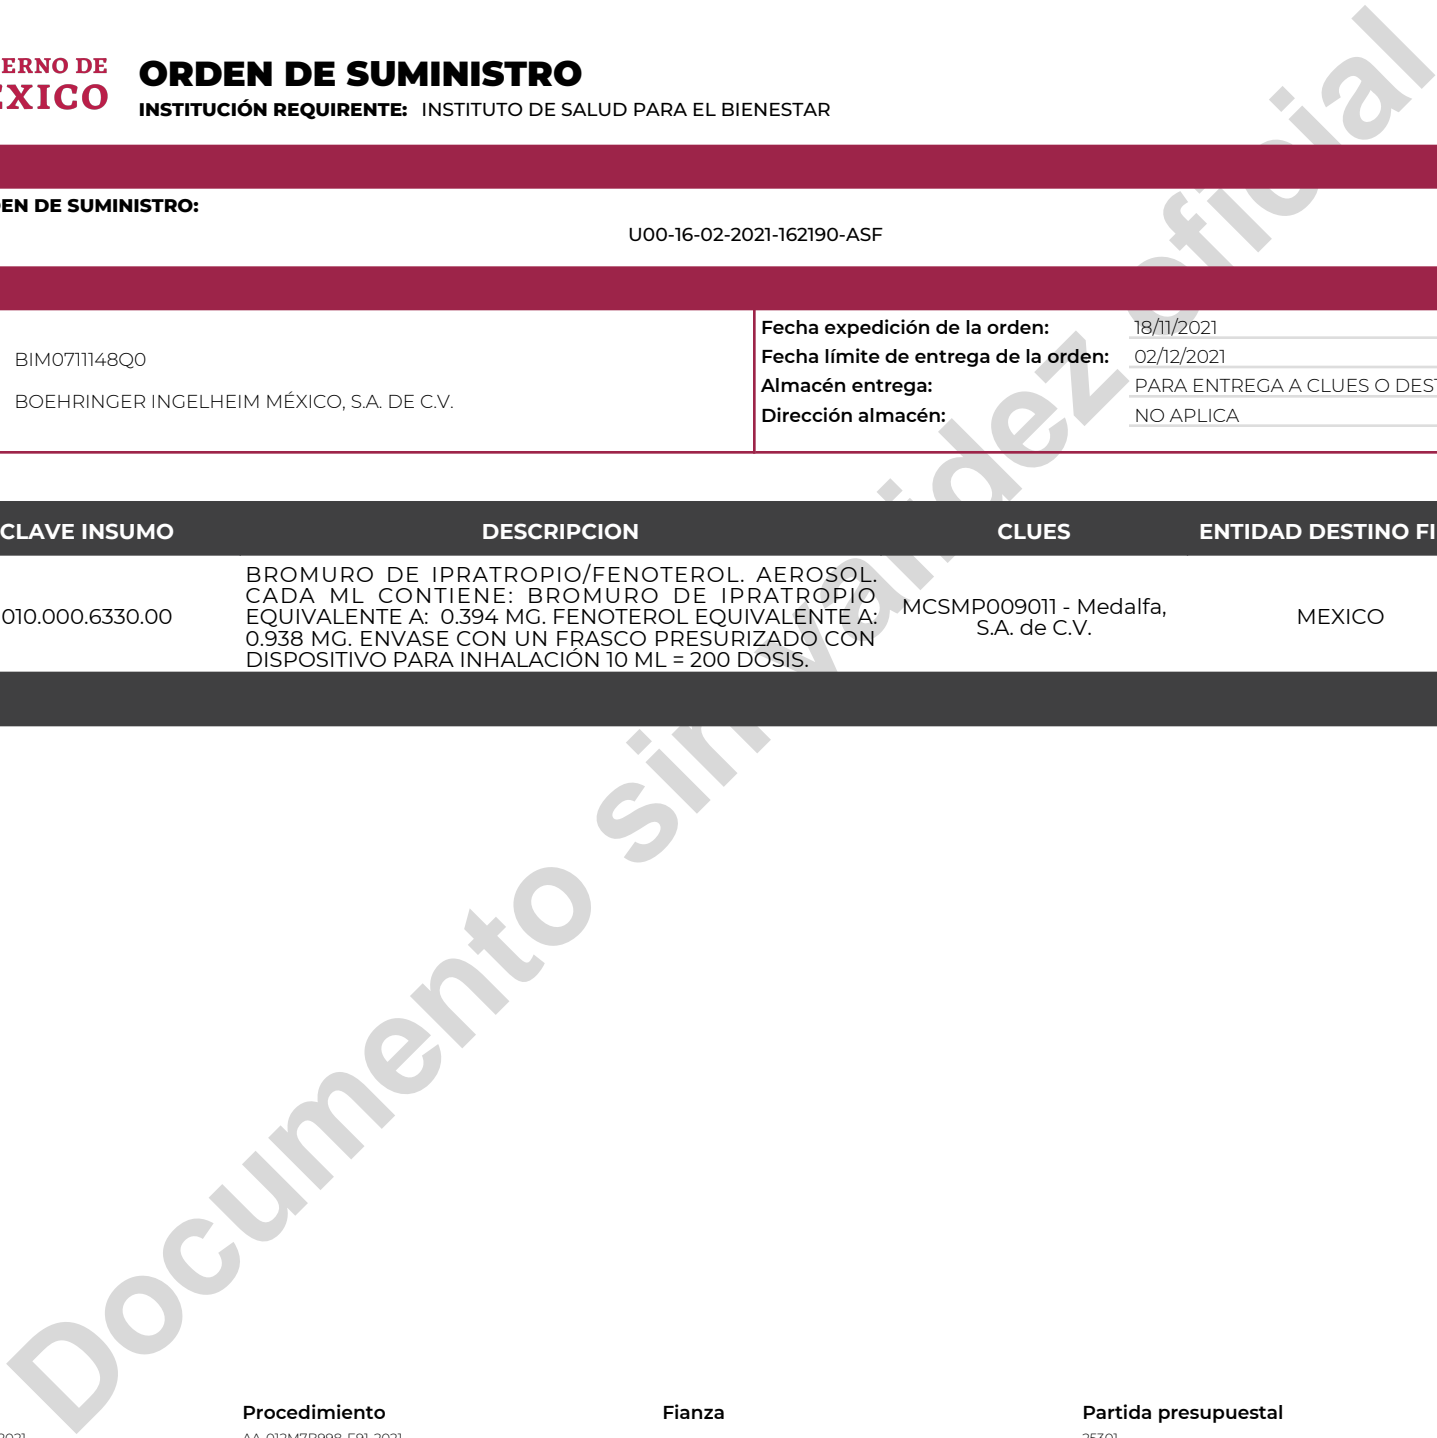 ERNO DE
EXICO
ORDEN DE SUMINISTRO
INSTITUCIÓN REQUIRENTE: INSTITUTO DE SALUD PARA EL BIENESTAR
EN DE SUMINISTRO:
U00-16-02-2021-162190-ASF
BIM0711148Q0
BOEHRINGER INGELHEIM MÉXICO, S.A. DE C.V.
Fecha expedición de la orden: 18/11/2021
Fecha límite de entrega de la orden: 02/12/2021
Almacén entrega: PARA ENTREGA A CLUES O DEST
Dirección almacén: NO APLICA
CLAVE INSUMO DESCRIPCION CLUES ENTIDAD DESTINO FI
010.000.6330.00
BROMURO DE IPRATROPIO/FENOTEROL. AEROSOL.
CADA ML CONTIENE: BROMURO DE IPRATROPIO
EQUIVALENTE A: 0.394 MG. FENOTEROL EQUIVALENTE A:
0.938 MG. ENVASE CON UN FRASCO PRESURIZADO CON
DISPOSITIVO PARA INHALACIÓN 10 ML = 200 DOSIS.
MCSMP009011 - Medalfa,
S.A. de C.V.
MEXICO
Documento sin validez oficial
Procedimiento Fianza Partida presupuestal